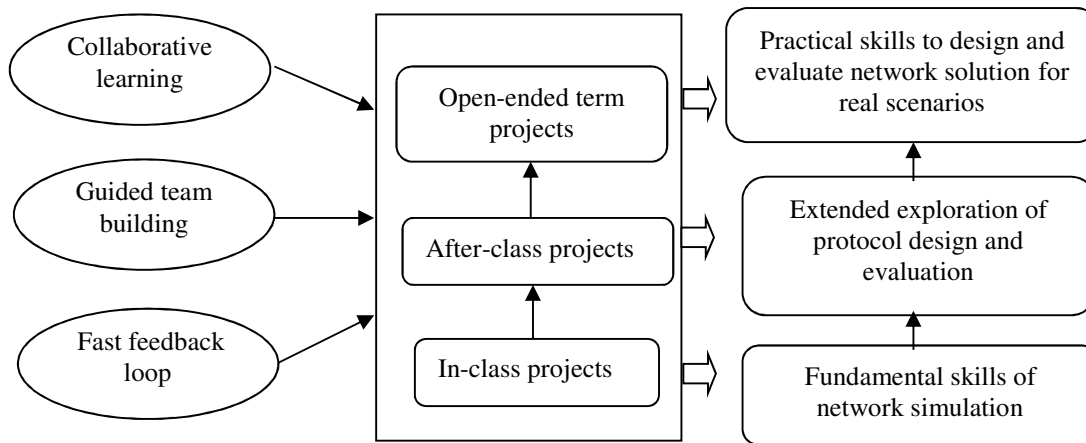 Collaborative
learning
Guided team
building
Fast feedback
loop
Open-ended term
projects
After-class projects
In-class projects
Practical skills to design and
evaluate network solution for
real scenarios
Extended exploration of
protocol design and
evaluation
Fundamental skills of
network simulation